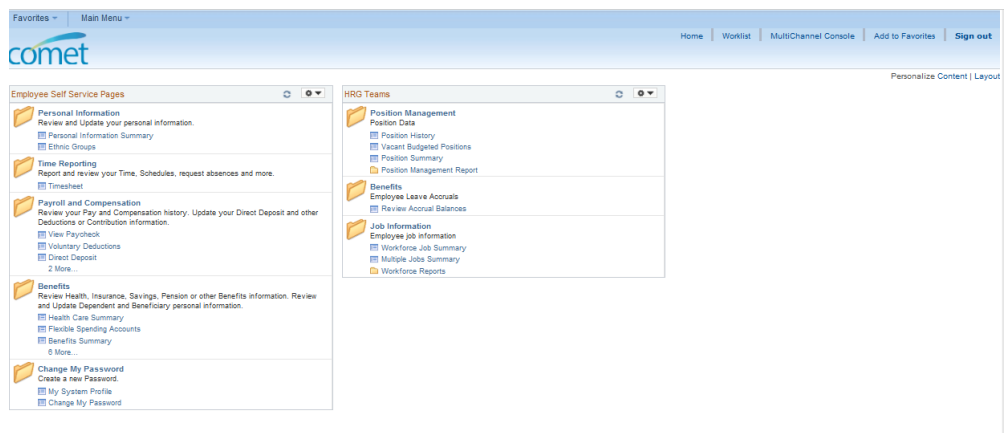 Favorites
Main Menu
comet
Home
Worklist
MultiChannel Console
Add to Favorites
Sign out
Personalize Content | Layout
Employee Self Service Pages
Personal Information
Review and Update your personal information.
Personal Information Summary
Ethnic Groups
Time Reporting
Report and review your Time, Schedules, request absences and more.
Timesheet
Payroll and Compensation
Review your Pay and Compensation history. Update your Direct Deposit and other
Deductions or Contribution information.
View Paycheck
Voluntary Deductions
Direct Deposit
2 More...
Benefits
Review Health, Insurance, Savings, Pension or other Benefits information. Review
and Update Dependent and Beneficiary personal information.
Health Care Summary
Flexible Spending Accounts
Benefits Summary
6 More...
Change My Password
Create a new Password.
My System Profile
Change My Password
HRG Teams
Position Management
Position Data
Position History
Vacant Budgeted Positions
Position Summary
Position Management Report
Benefits
Employee Leave Accruals
Review Accrual Balances
Job Information
Employee job information
Workforce Job Summary
Multiple Jobs Summary
Workforce Reports